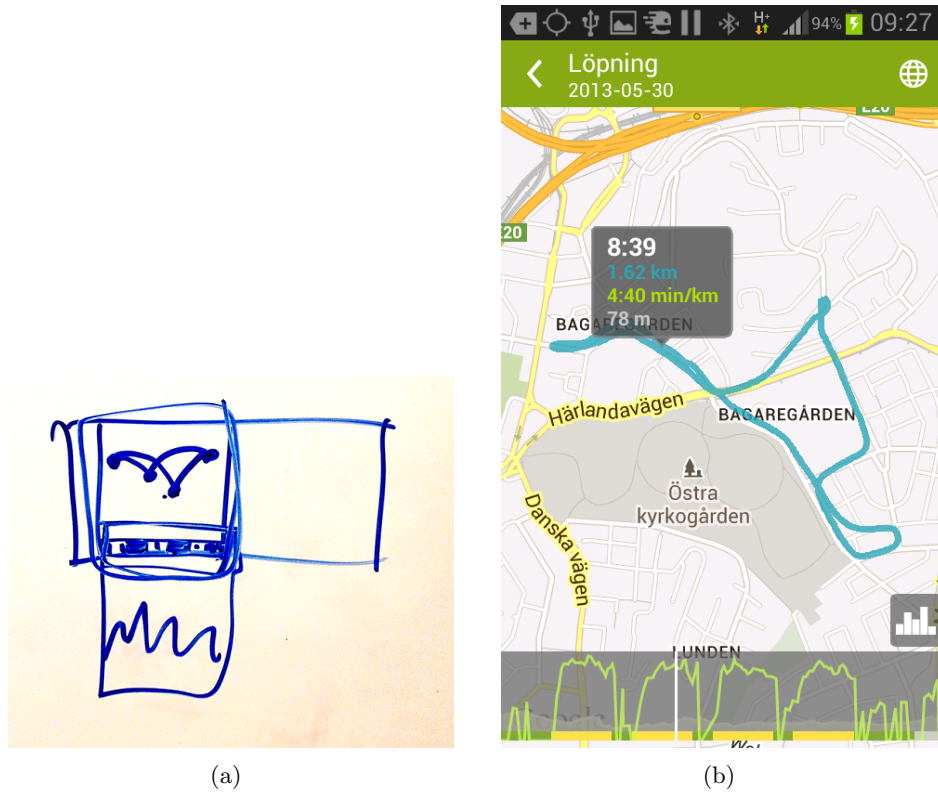 H+
94%
09:27
Löpning
2013-05-30
E20
E20
8:39
1.62 km
4:40 min/km
78 m
BAGAREGÅRDEN
Härlandavägen
BAGAREGÅRDEN
Östra
kyrkogården
Danska vägen
LUNDEN
(a)
(b)